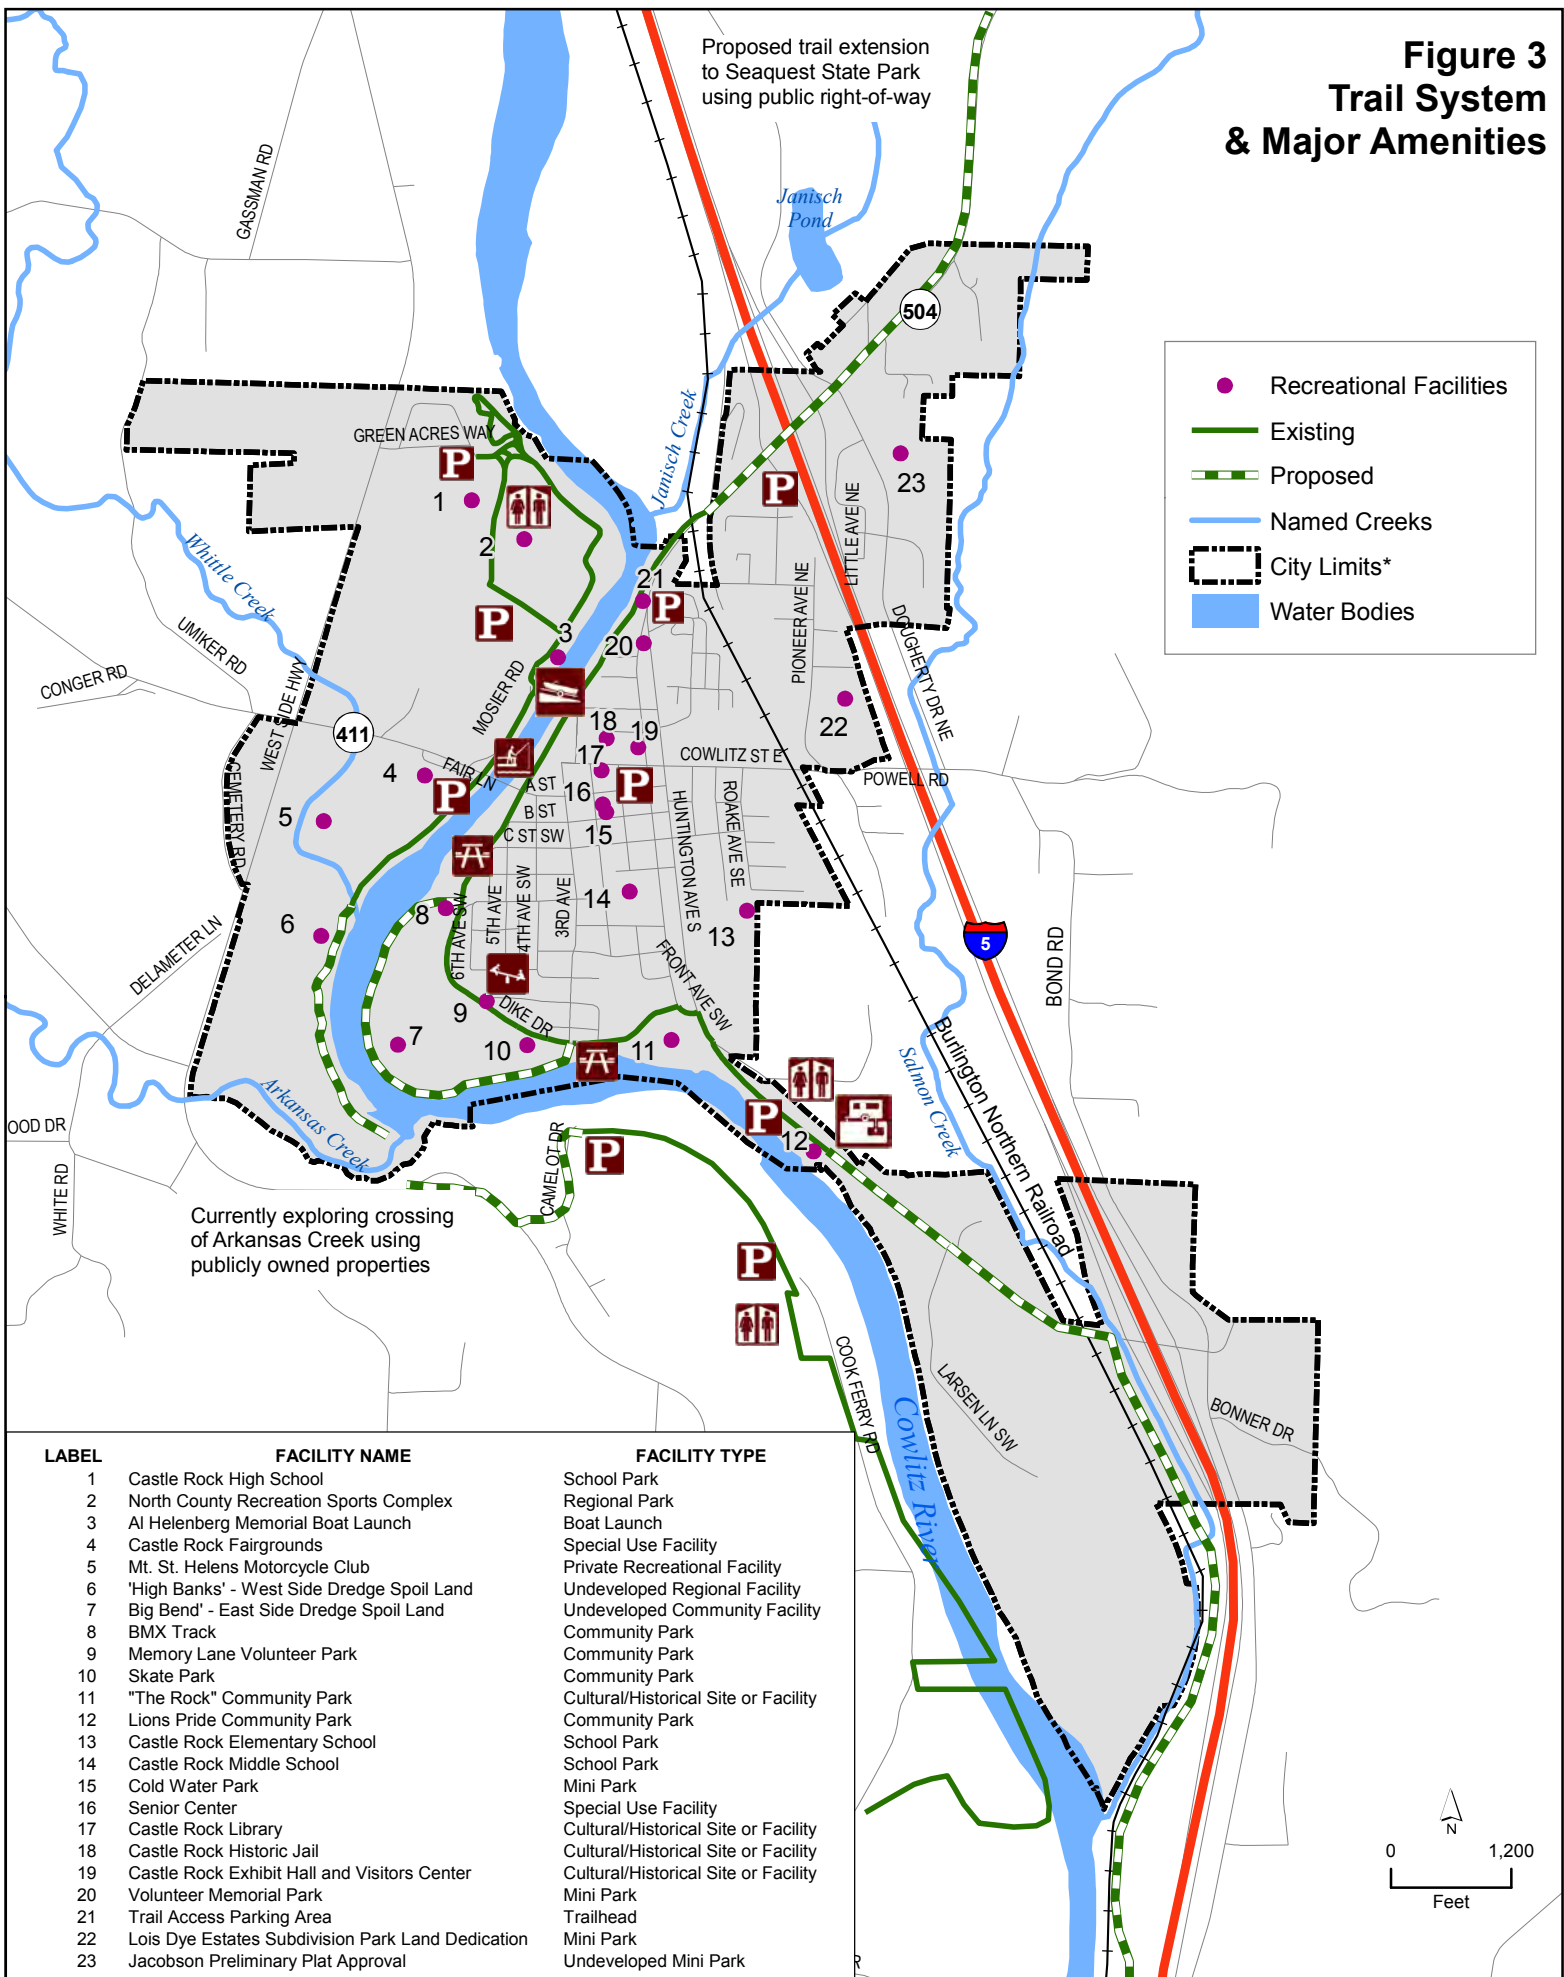 Figure 3
Trail System
& Major Amenities
Proposed trail extension
to Seaquest State Park
using public right-of-way
Janisch
Pond
GASSMAN RD
504
Recreational Facilities
Existing
Proposed
Named Creeks
City Limits*
Water Bodies
GREEN ACRES WAY
Janisch Creek
P
P
1
23
2
LITTLE AVE NE
Whittle Creek
PIONEER AVE NE
21
P
P
3
20
DOUGHERTY DR NE
UMIKER RD
CONGER RD
WEST SIDE HWY
MOSIER RD
22
411
18
19
17
COWLITZ ST E
4
FAIR LN
P
A ST
16
P
POWELL RD
CEMETERY RD
5
B ST
C ST SW
15
HUNTINGTON AVE S
ROAKE AVE SE
14
8
6TH AVE SW
5TH AVE
4TH AVE SW
3RD AVE
13
6
DELAMETER LN
5
BOND RD
FRONT AVE SW
9
DIKE DR
7
10
11
Burlington Northern Railroad
Salmon Creek
Arkansas Creek
OOD DR
P
12
CAMELOT DR
P
WHITE RD
Currently exploring crossing
of Arkansas Creek using
publicly owned properties
P
COOK FERRY RD
LARSEN LN SW
Cowlitz River
BONNER DR
LABEL FACILITY NAME FACILITY TYPE
1 Castle Rock High School School Park
2 North County Recreation Sports Complex Regional Park
3 Al Helenberg Memorial Boat Launch Boat Launch
4 Castle Rock Fairgrounds Special Use Facility
5 Mt. St. Helens Motorcycle Club Private Recreational Facility
6 'High Banks' - West Side Dredge Spoil Land Undeveloped Regional Facility
7 Big Bend' - East Side Dredge Spoil Land Undeveloped Community Facility
8 BMX Track Community Park
9 Memory Lane Volunteer Park Community Park
10 Skate Park Community Park
11 "The Rock" Community Park Cultural/Historical Site or Facility
12 Lions Pride Community Park Community Park
13 Castle Rock Elementary School School Park
14 Castle Rock Middle School School Park
15 Cold Water Park Mini Park
16 Senior Center Special Use Facility
17 Castle Rock Library Cultural/Historical Site or Facility
18 Castle Rock Historic Jail Cultural/Historical Site or Facility
19 Castle Rock Exhibit Hall and Visitors Center Cultural/Historical Site or Facility
20 Volunteer Memorial Park Mini Park
21 Trail Access Parking Area Trailhead
22 Lois Dye Estates Subdivision Park Land Dedication Mini Park
23 Jacobson Preliminary Plat Approval Undeveloped Mini Park
N
0 1,200
Feet